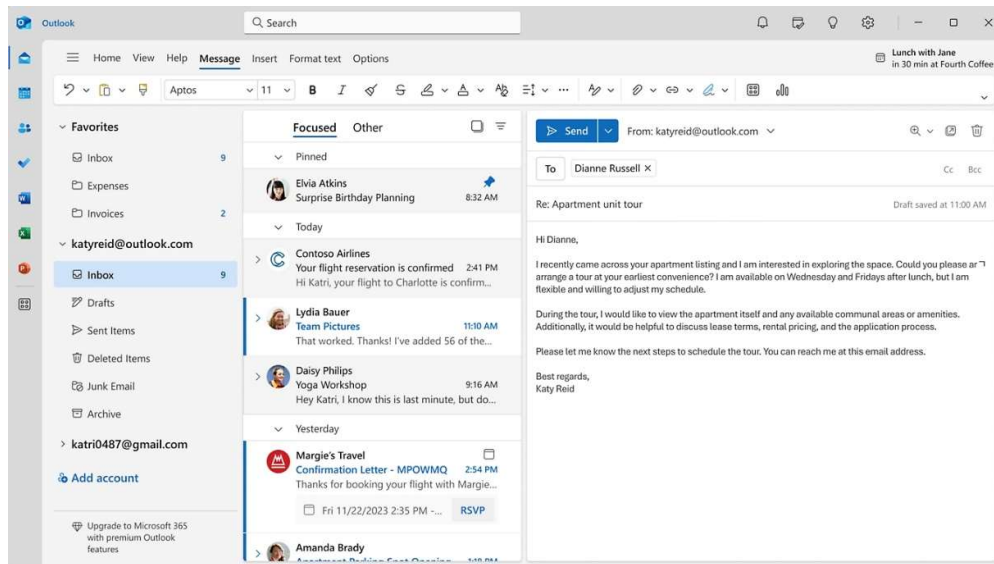 Outlook
Search
Home View Help Message Insert Format text Options
Lunch with Jane
in 30 min at Fourth Coffee
Aptos 11 B I S
Favorites
Inbox 9
Expenses
Invoices 2
katyreid@outlook.com
Inbox 9
Drafts
Sent Items
Deleted Items
Junk Email
Archive
katri0487@gmail.com
Add account
Upgrade to Microsoft 365
with premium Outlook
features
Focused Other
Pinned
Elvia Atkins
Surprise Birthday Planning 8:32 AM
Today
Contoso Airlines
Your flight reservation is confirmed 2:41 PM
Hi Katri, your flight to Charlotte is confirm...
Lydia Bauer
Team Pictures 11:10 AM
That worked. Thanks! I've added 56 of the...
Daisy Philips
Yoga Workshop 9:16 AM
Hey Katri, I know this is last minute, but do...
Yesterday
Margie's Travel
Confirmation Letter - MPOWMQ 2:54 PM
Thanks for booking your flight with Margie...
Fri 11/22/2023 2:35 PM -... RSVP
Amanda Brady
Apartment Parking Spot Opening 1:18 PM
Send From: katyreid@outlook.com
To Dianne Russell Cc Bcc
Re: Apartment unit tour Draft saved at 11:00 AM
Hi Dianne,
I recently came across your apartment listing and I am interested in exploring the space. Could you please ar
arrange a tour at your earliest convenience? I am available on Wednesday and Fridays after lunch, but I am
flexible and willing to adjust my schedule.
During the tour, I would like to view the apartment itself and any available communal areas or amenities.
Additionally, it would be helpful to discuss lease terms, rental pricing, and the application process.
Please let me know the next steps to schedule the tour. You can reach me at this email address.
Best regards,
Katy Reid